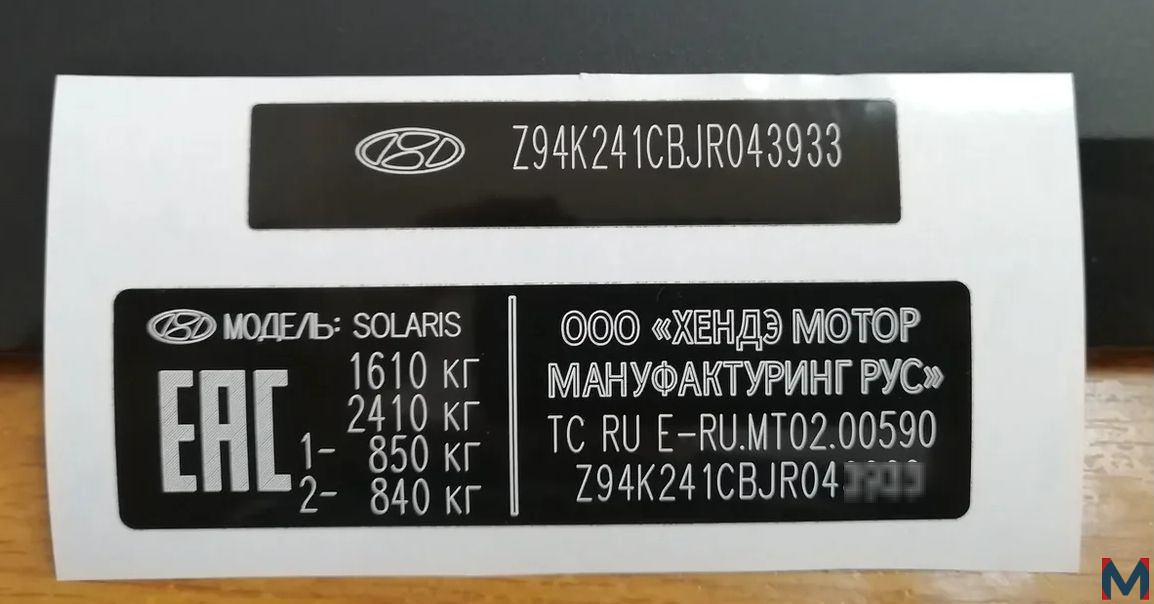 Z94K241CBJR043933
МОДЕЛЬ: SOLARIS
EAC
1610 КГ
2410 КГ
1- 850 КГ
2- 840 КГ
ООО «ХЕНДЭ МОТОР
МАНУФАКТУРИНГ РУС»
ТС RU E-RU.MT02.00590
Z94K241CBJR04
M